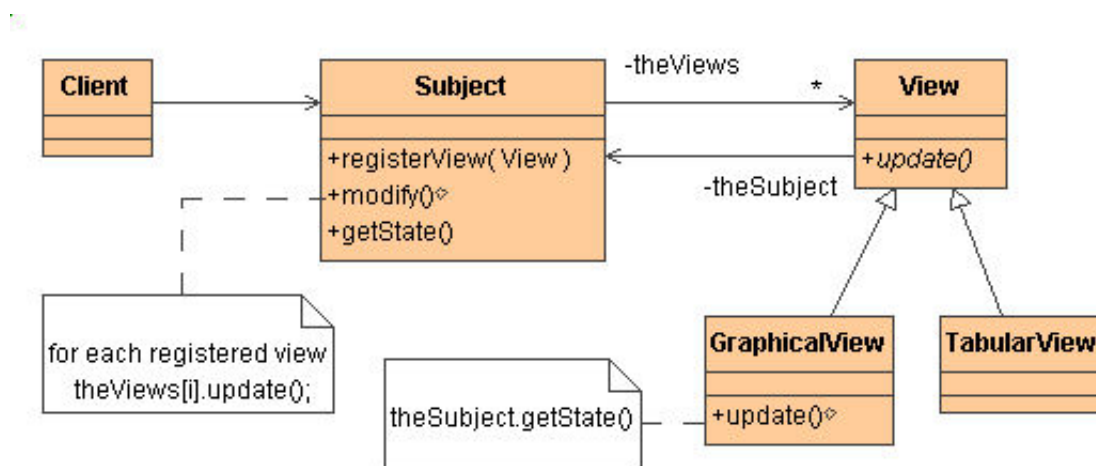 Client
Subject
+registerView( View )
+modify()
+getState()
-theViews
*
-theSubject
View
+update()
for each registered view
theViews[i].update();
theSubject.getState()
GraphicalView
+update()
TabularView